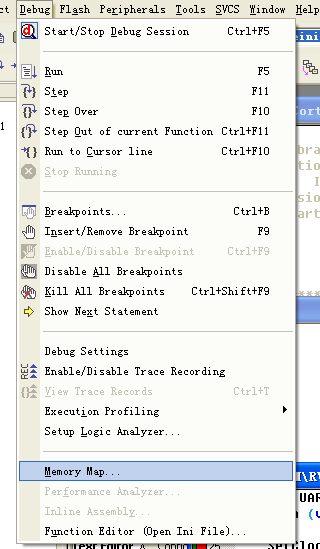 Debug Flash Peripherals Tools SVCS Window Help
Start/Stop Debug Session Ctrl+F5
Run F5
Step F11
Step Over F10
Step Out of current Function Ctrl+F11
Run to Cursor line Ctrl+F10
Stop Running
Breakpoints... Ctrl+B
Insert/Remove Breakpoint F9
Enable/Disable Breakpoint Ctrl+F9
Disable All Breakpoints
Kill All Breakpoints Ctrl+Shift+F9
Show Next Statement
Debug Settings
Enable/Disable Trace Recording
View Trace Records Ctrl+T
Execution Profiling
Setup Logic Analyzer...
Memory Map...
Performance Analyzer...
Inline Assembly...
Function Editor (Open Ini File)...